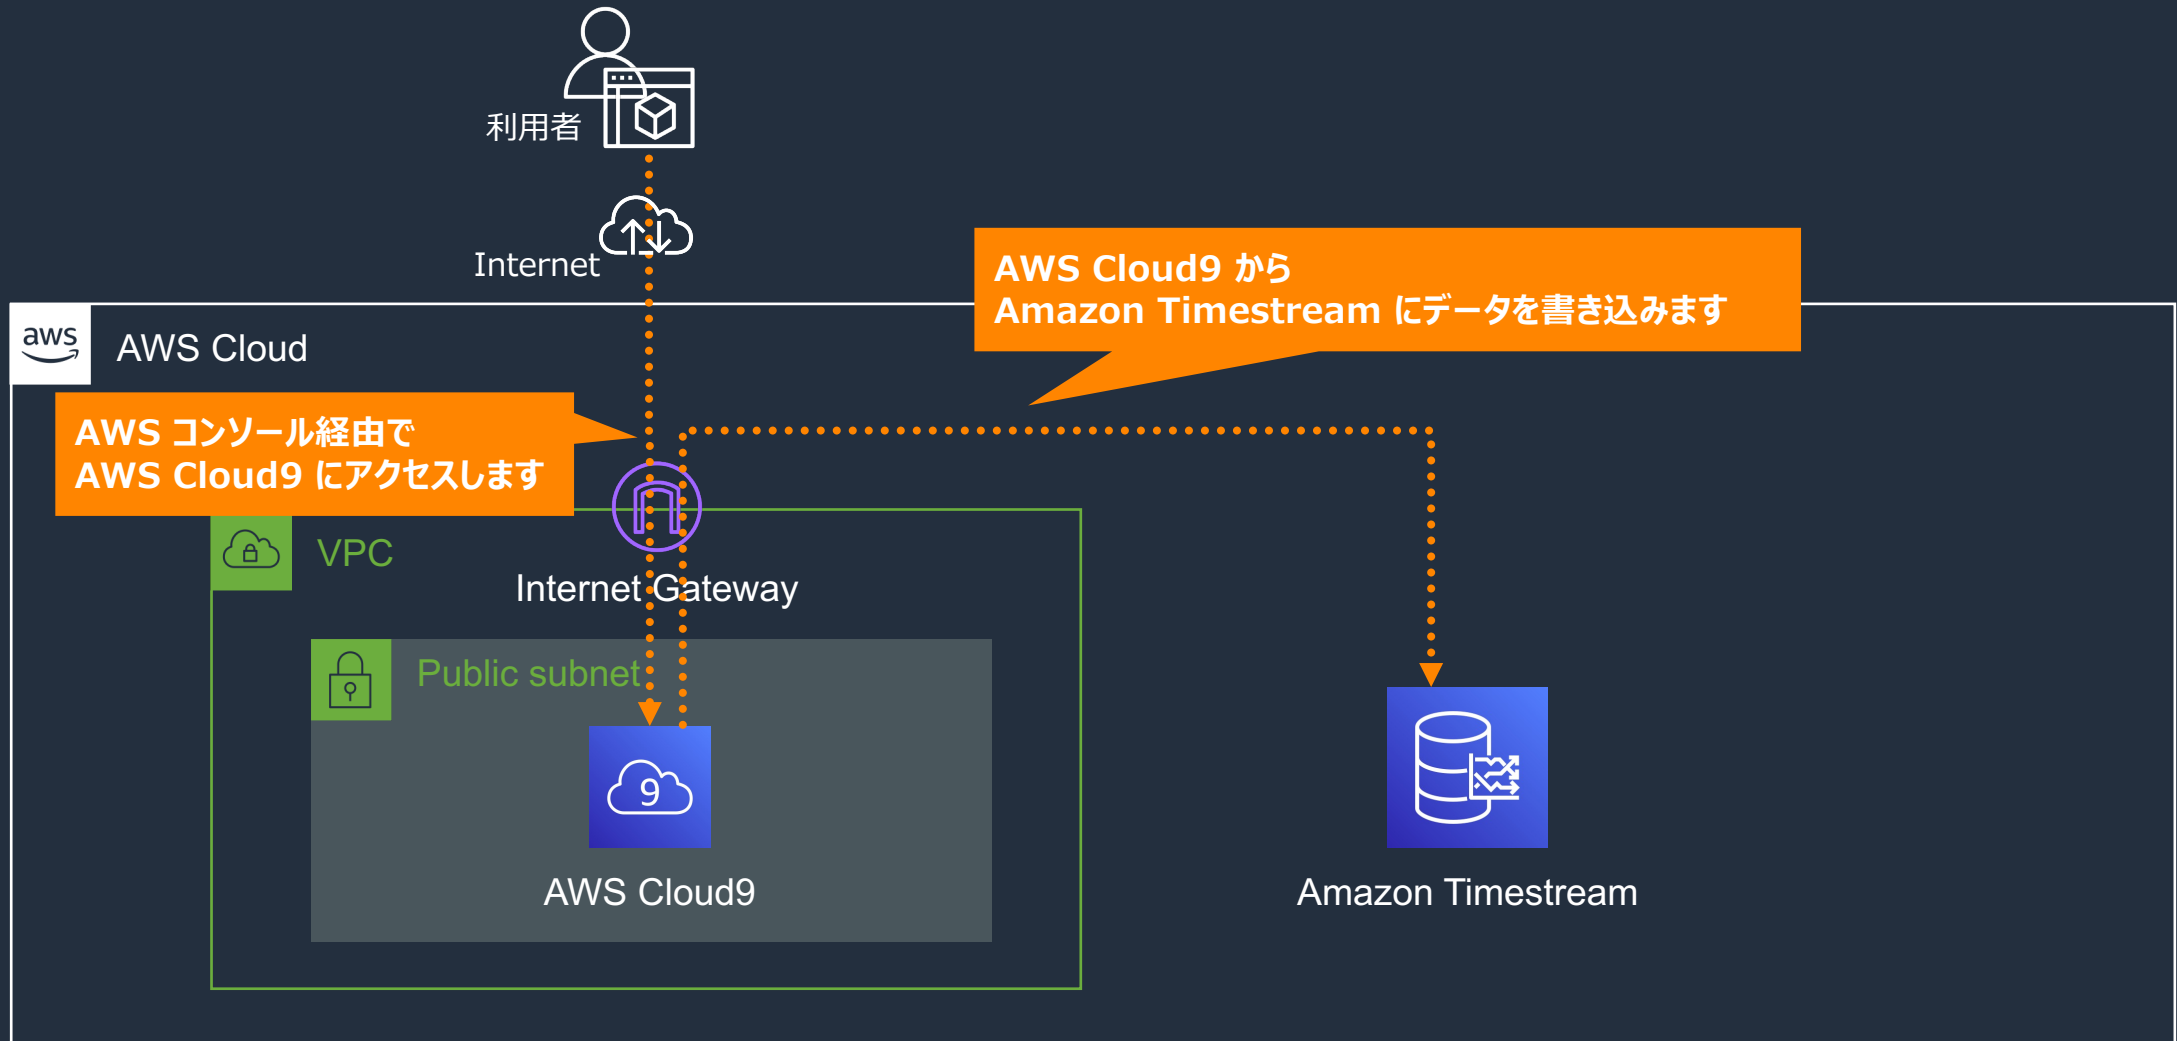 利用者
Internet
AWS Cloud9 から
Amazon Timestream にデータを書き込みます
aws
AWS Cloud
AWS コンソール経由で
AWS Cloud9 にアクセスします
VPC
Internet Gateway
Public subnet
9
AWS Cloud9
Amazon Timestream